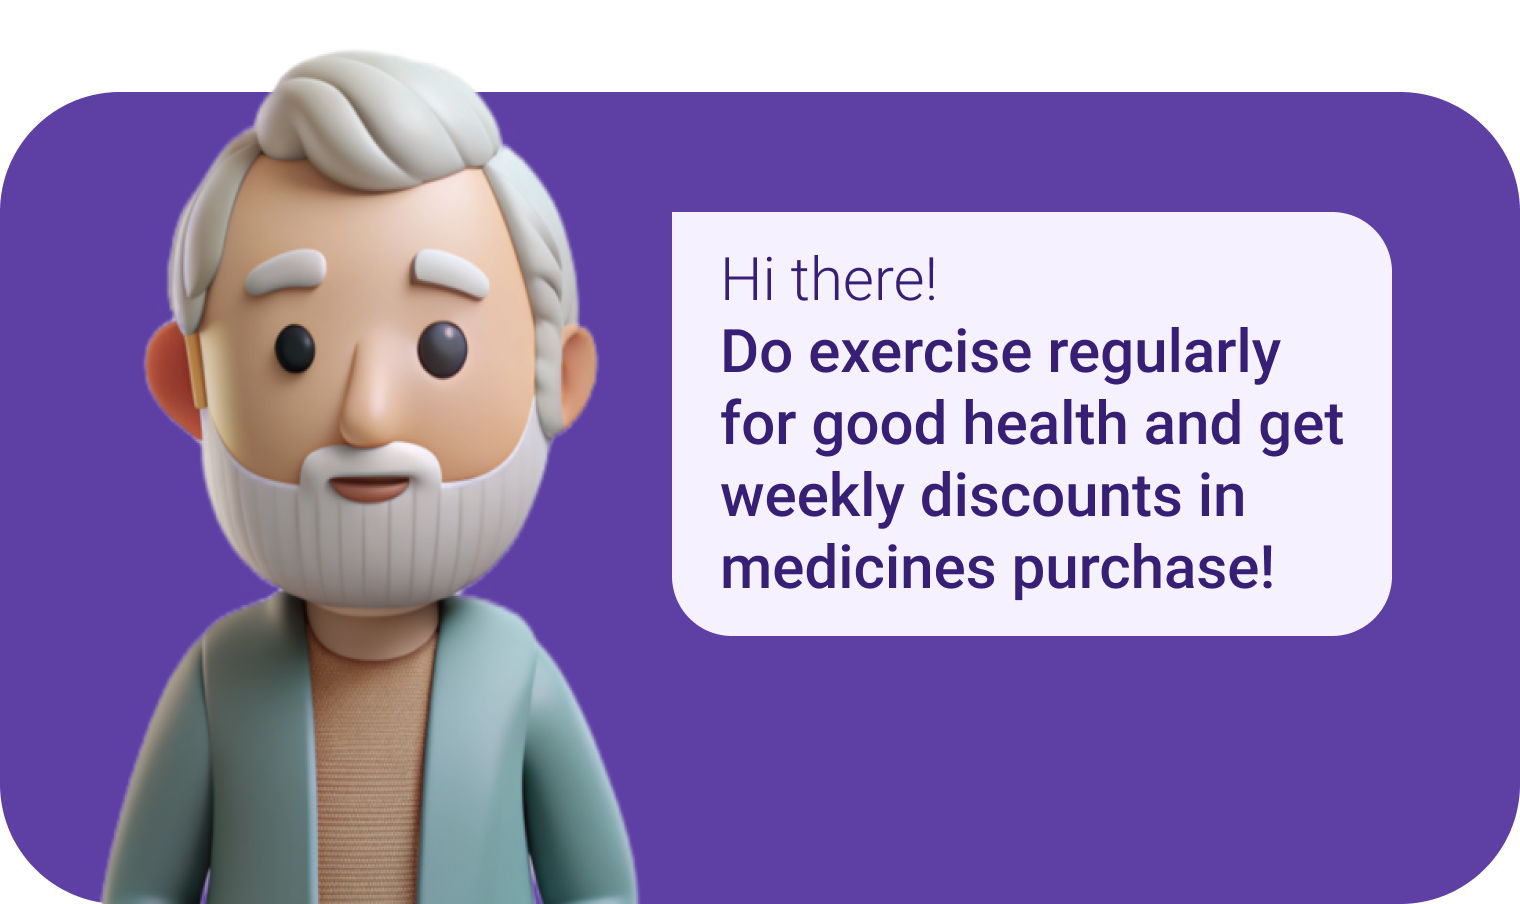 Hi there!
Do exercise regularly
for good health and get
weekly discounts in
medicines purchase!